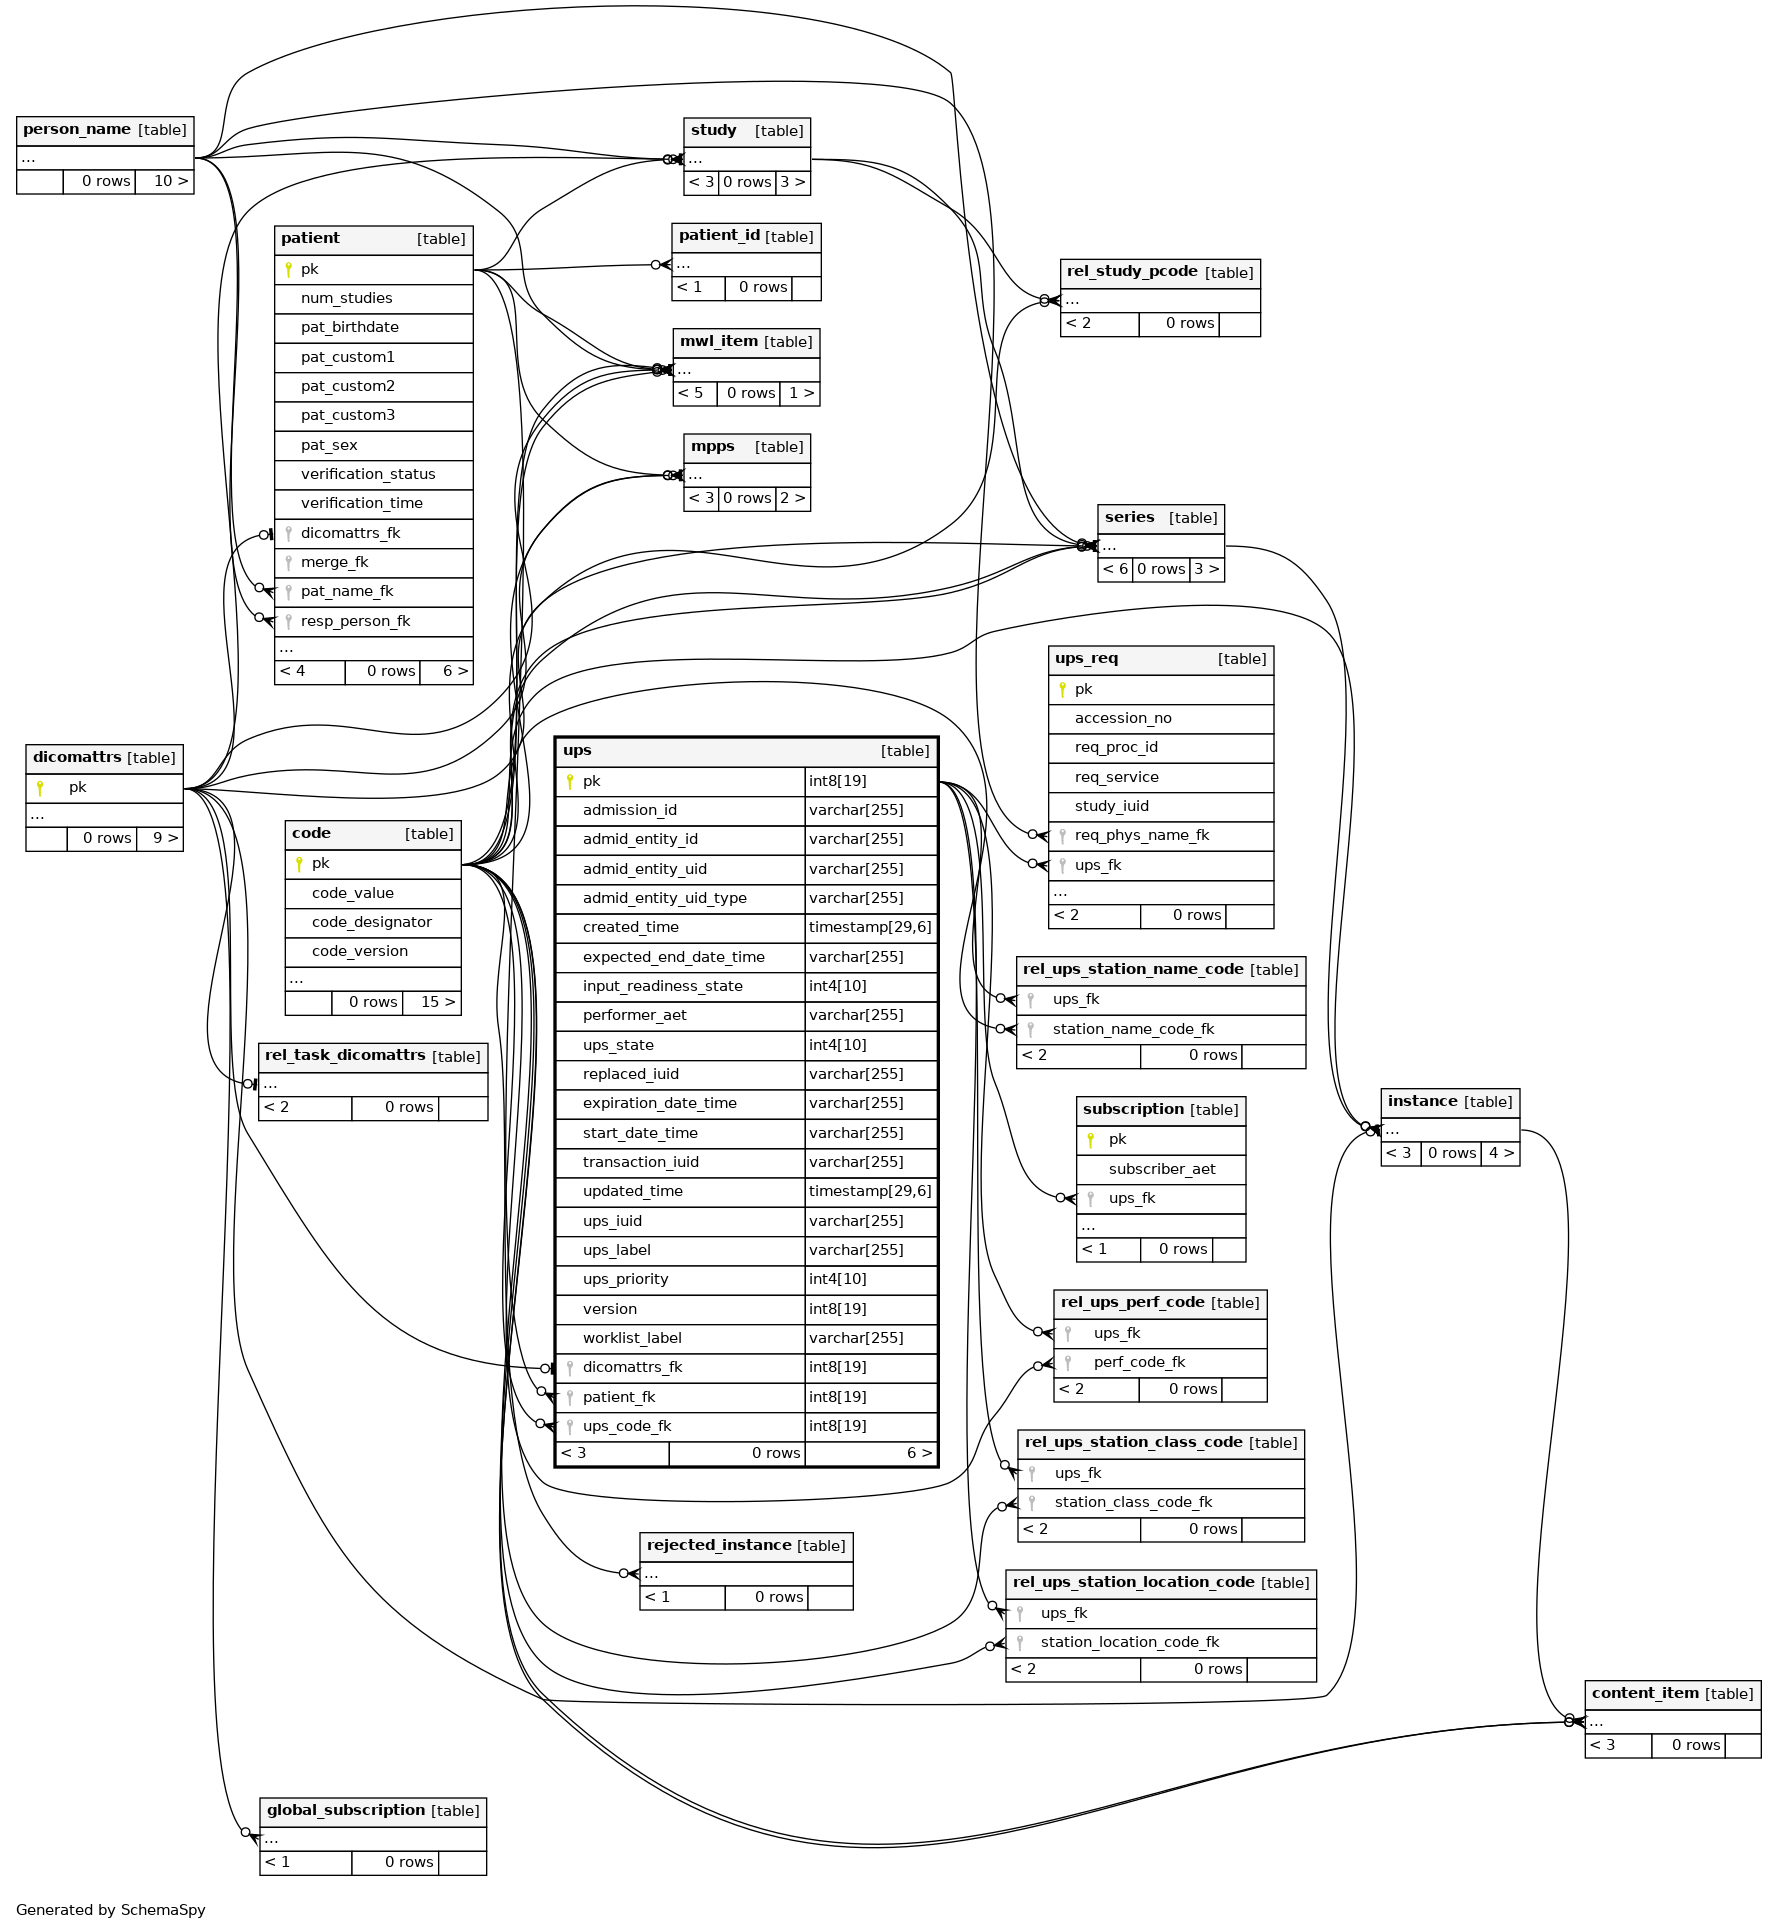 person_name [table]
...
0 rows 10 >
study [table]
...
< 3 0 rows 3 >
patient [table]
pk
num_studies
pat_birthdate
pat_custom1
pat_custom2
pat_custom3
pat_sex
verification_status
verification_time
dicomattrs_fk
merge_fk
pat_name_fk
resp_person_fk
...
< 4 0 rows 6 >
patient_id [table]
...
< 1 0 rows
rel_study_pcode [table]
...
< 2 0 rows
mwl_item [table]
...
< 5 0 rows 1 >
mpps [table]
...
< 3 0 rows 2 >
series [table]
...
< 6 0 rows 3 >
ups_req [table]
pk
accession_no
req_proc_id
req_service
study_iuid
req_phys_name_fk
ups_fk
...
< 2 0 rows
dicomattrs [table]
pk
...
0 rows 9 >
code [table]
pk
code_value
code_designator
code_version
...
0 rows 15 >
ups [table]
pk int8[19]
admission_id varchar[255]
admid_entity_id varchar[255]
admid_entity_uid varchar[255]
admid_entity_uid_type varchar[255]
created_time timestamp[29,6]
expected_end_date_time varchar[255]
input_readiness_state int4[10]
performer_aet varchar[255]
ups_state int4[10]
replaced_iuid varchar[255]
expiration_date_time varchar[255]
start_date_time varchar[255]
transaction_iuid varchar[255]
updated_time timestamp[29,6]
ups_iuid varchar[255]
ups_label varchar[255]
ups_priority int4[10]
version int8[19]
worklist_label varchar[255]
dicomattrs_fk int8[19]
patient_fk int8[19]
ups_code_fk int8[19]
< 3 0 rows 6 >
rel_ups_station_name_code [table]
ups_fk
station_name_code_fk
< 2 0 rows
rel_task_dicomattrs [table]
...
< 2 0 rows
subscription [table]
pk
subscriber_aet
ups_fk
...
< 1 0 rows
instance [table]
...
< 3 0 rows 4 >
rel_ups_perf_code [table]
ups_fk
perf_code_fk
< 2 0 rows
rel_ups_station_class_code [table]
ups_fk
station_class_code_fk
< 2 0 rows
rejected_instance [table]
...
< 1 0 rows
rel_ups_station_location_code [table]
ups_fk
station_location_code_fk
< 2 0 rows
content_item [table]
...
< 3 0 rows
global_subscription [table]
...
< 1 0 rows
Generated by SchemaSpy